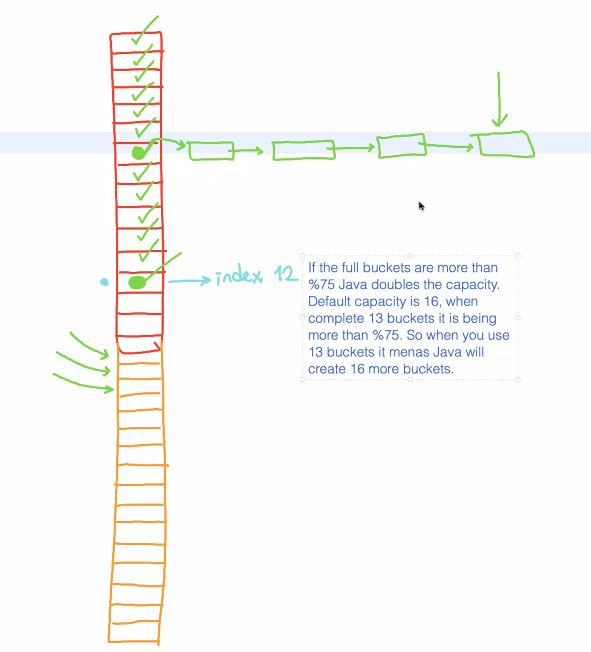 index 12
If the full buckets are more than
%75 Java doubles the capacity.
Default capacity is 16, when
complete 13 buckets it is being
more than %75. So when you use
13 buckets it menas Java will
create 16 more buckets.